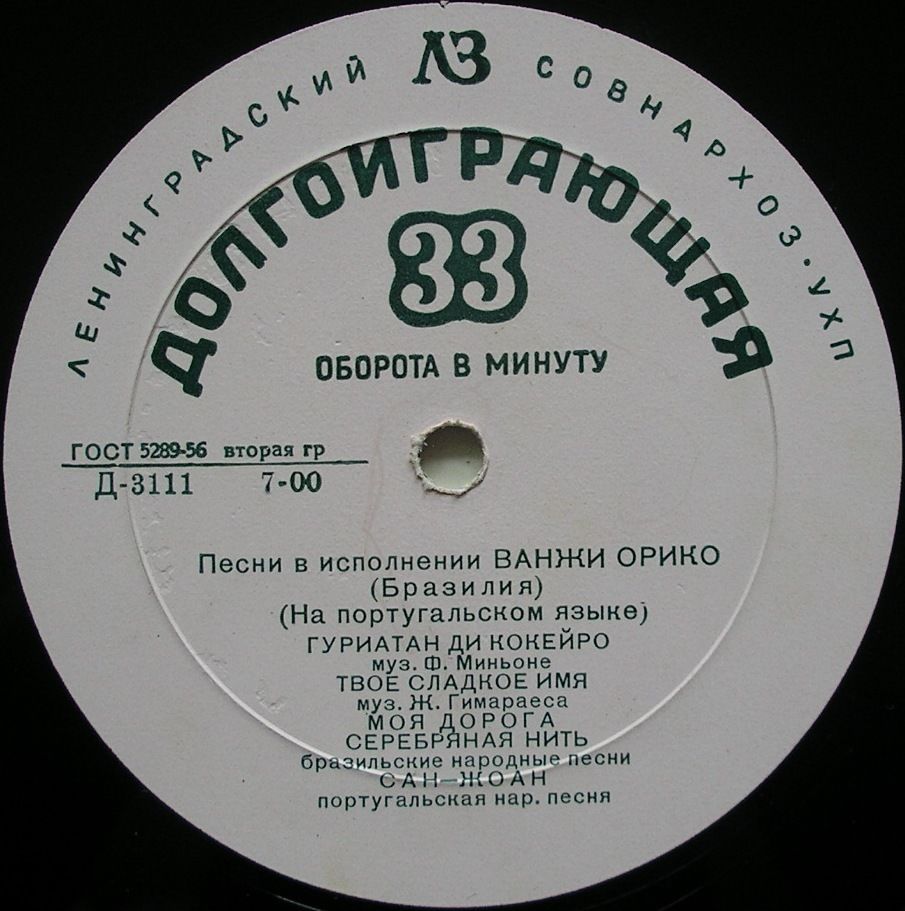 ЛЕНИНГРАДСКИЙ ЛЗ СОВНАРХОЗ·УХП
ДОЛГОИГРАЮЩАЯ
33
ОБОРОТА В МИНУТУ
ГОСТ 5289-56 вторая гр
Д-3111 7-00
Песни в исполнении ВАНЖИ ОРИКО
(Бразилия)
(На португальском языке)
ГУРИАТАН ДИ КОКЕЙРО
муз. Ф. Миньоне
ТВОЕ СЛАДКОЕ ИМЯ
муз. Ж. Гимараеса
МОЯ ДОРОГА
СЕРЕБРЯНАЯ НИТЬ
бразильские народные песни
САН-ЖОАН
португальская нар. песня